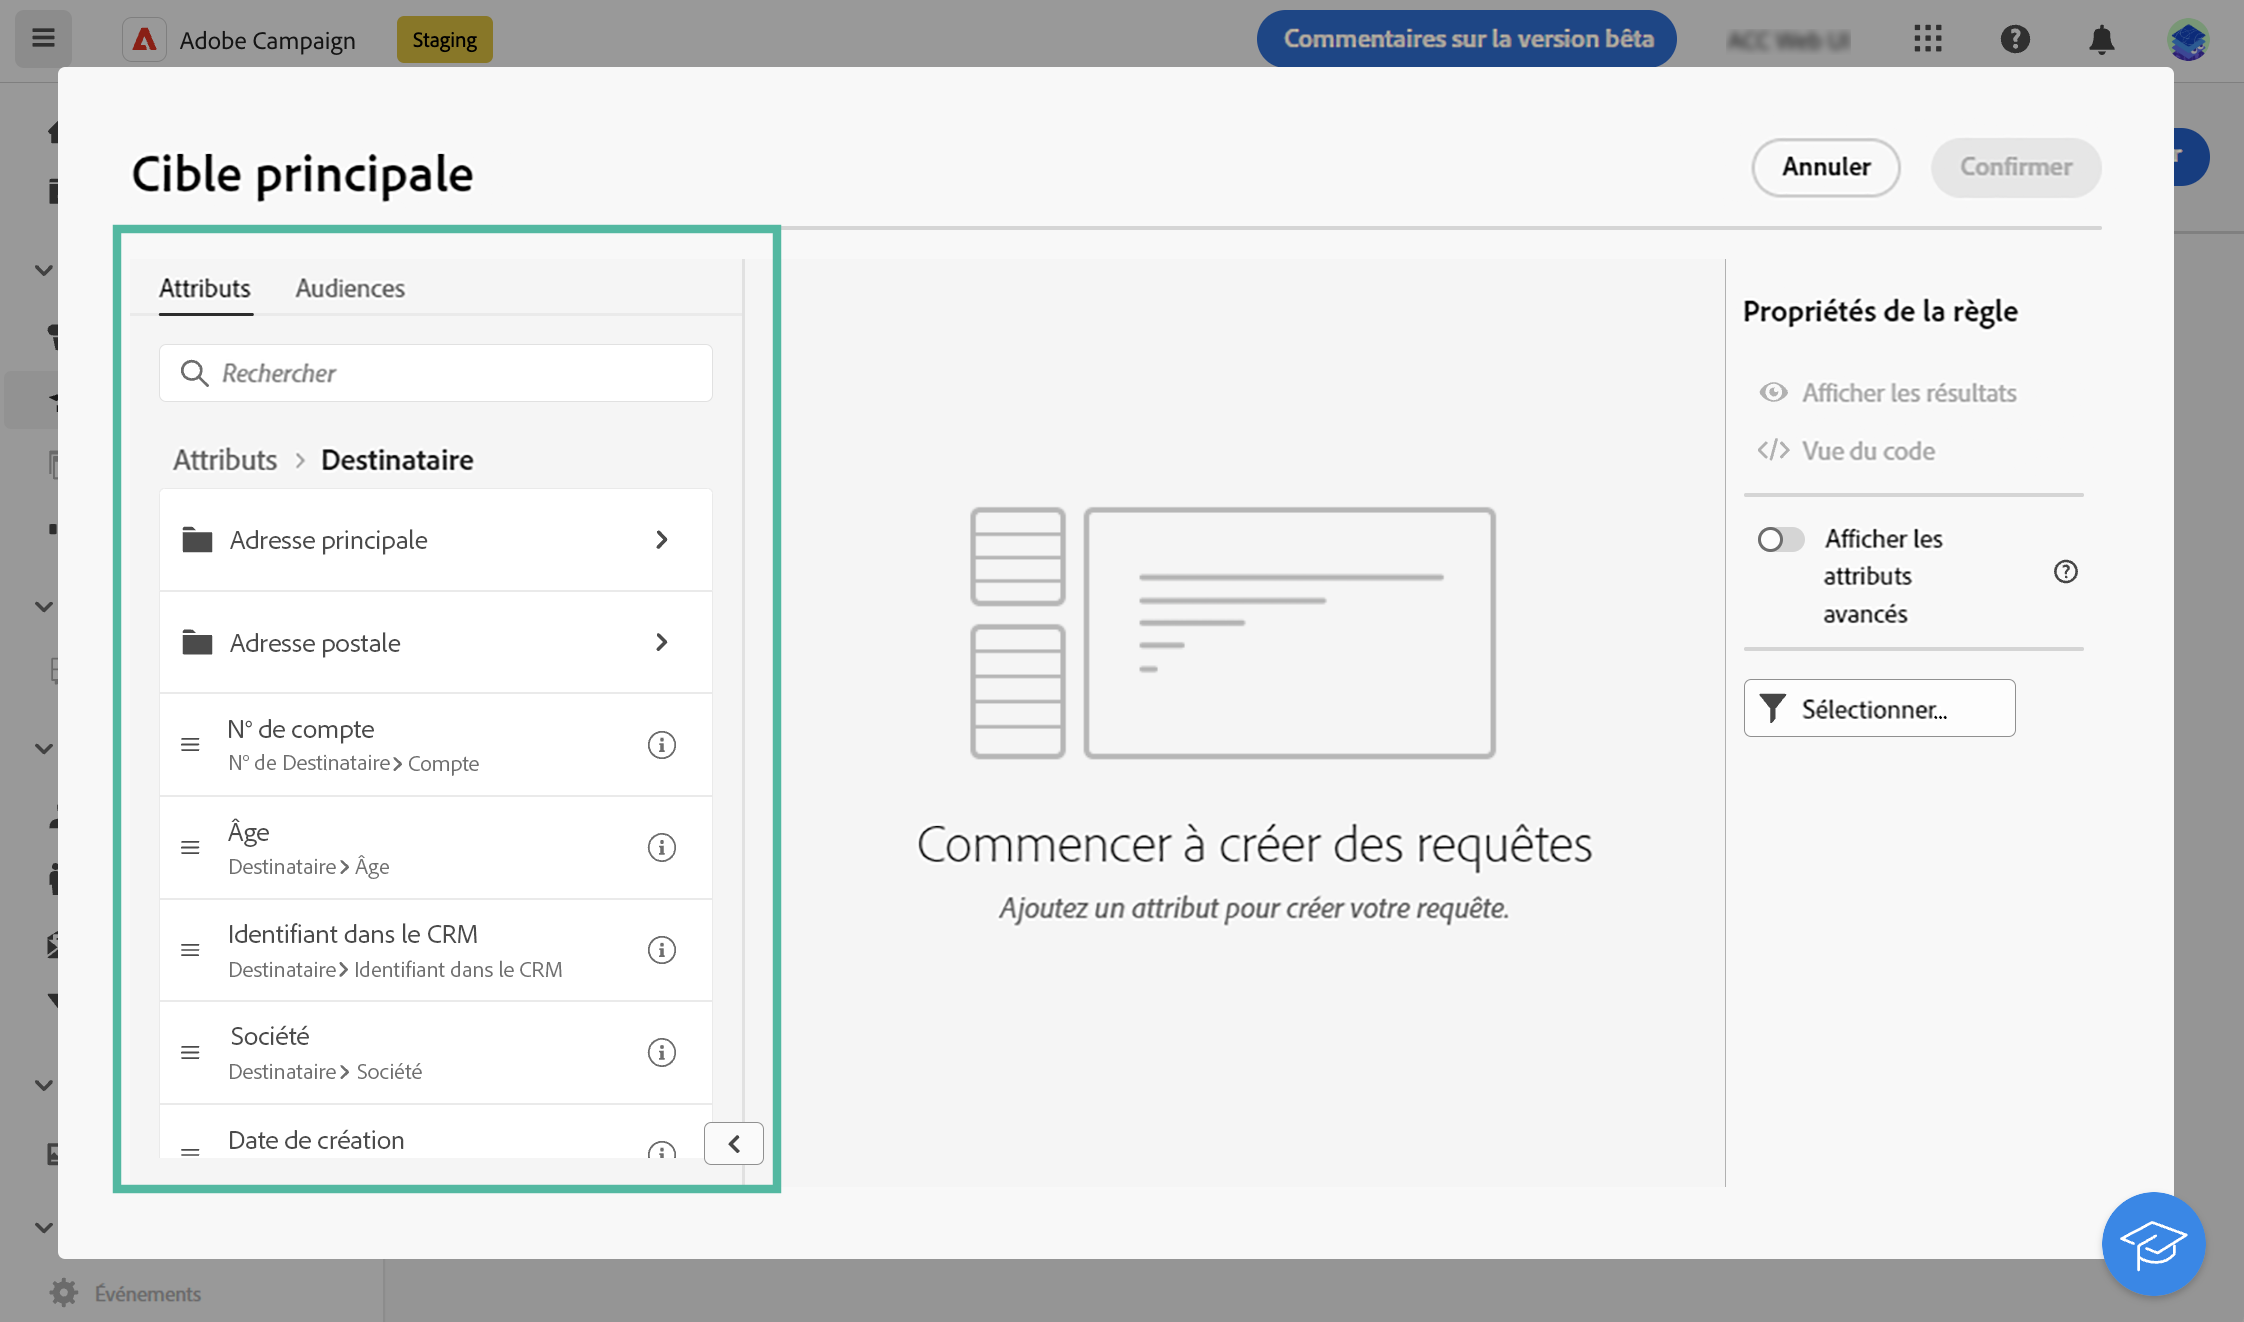 Adobe Campaign
Staging
Commentaires sur la version bêta
Cible principale
Annuler
Confirmer
Attributs
Audiences
Rechercher
Attributs > Destinataire
Adresse principale
Adresse postale
N° de compte
N° de Destinataire > Compte
Âge
Destinataire > Âge
Identifiant dans le CRM
Destinataire > Identifiant dans le CRM
Société
Destinataire > Société
Date de création
Commencer à créer des requêtes
Ajoutez un attribut pour créer votre requête.
Propriétés de la règle
Afficher les résultats
</> Vue du code
Afficher les
attributs
avancés
Sélectionner...
Événements